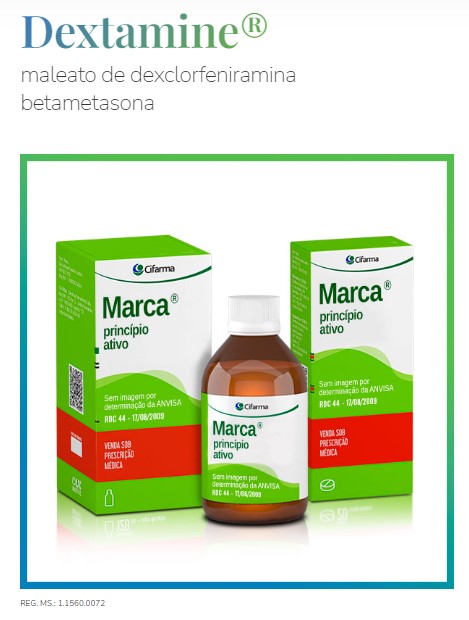 Dextamine®
maleato de dexclorfeniramina
betametasona
Cifarma
Marca®
princípio
ativo
Sem imagem por
determinação da ANVISA
RDC 44 - 17/08/2009
VENDA SOB
PRESCRIÇÃO
MÉDICA
Cifarma
Marca®
princípio
ativo
Sem imagem por
determinação da ANVISA
RDC 44 - 17/08/2009
Cifarma
Marca®
princípio
ativo
Sem imagem por
determinação da ANVISA
RDC 44 - 17/08/2009
VENDA SOB
PRESCRIÇÃO
MÉDICA
REG. MS.: 1.1560.0072